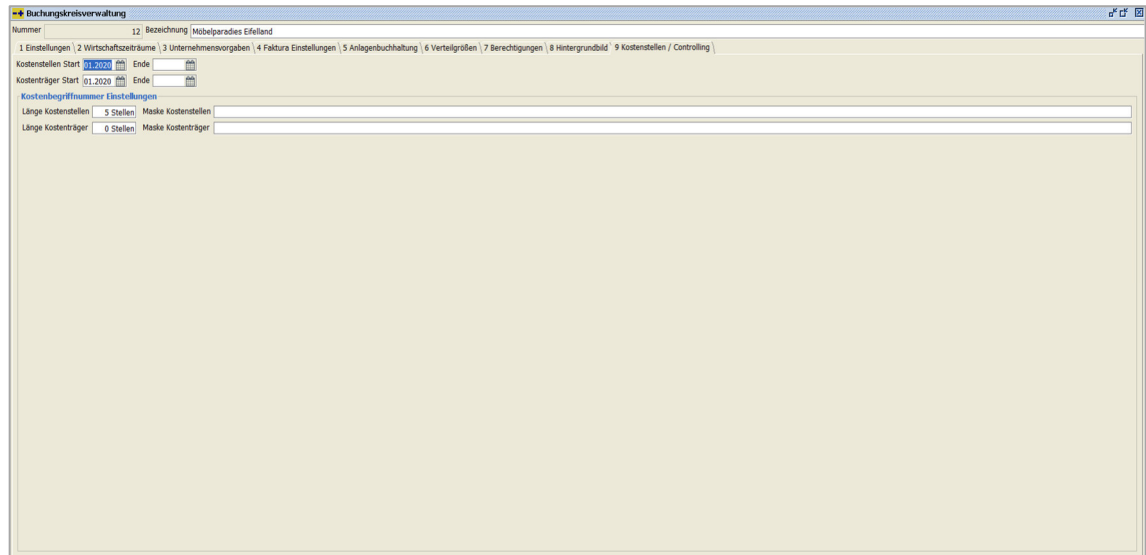 Buchungskreisverwaltung
Nummer 12 Bezeichnung Möbelparadies Eifelland
1 Einstellungen 2 Wirtschaftszeiträume 3 Unternehmensvorgaben 4 Faktura Einstellungen 5 Anlagenbuchhaltung 6 Verteilgrößen 7 Berechtigungen 8 Hintergrundbild 9 Kostenstellen / Controlling
Kostenstellen Start 01.2020 Ende
Kostenträger Start 01.2020 Ende
Kostenbegriffnummer Einstellungen
Länge Kostenstellen 5 Stellen Maske Kostenstellen
Länge Kostenträger 0 Stellen Maske Kostenträger